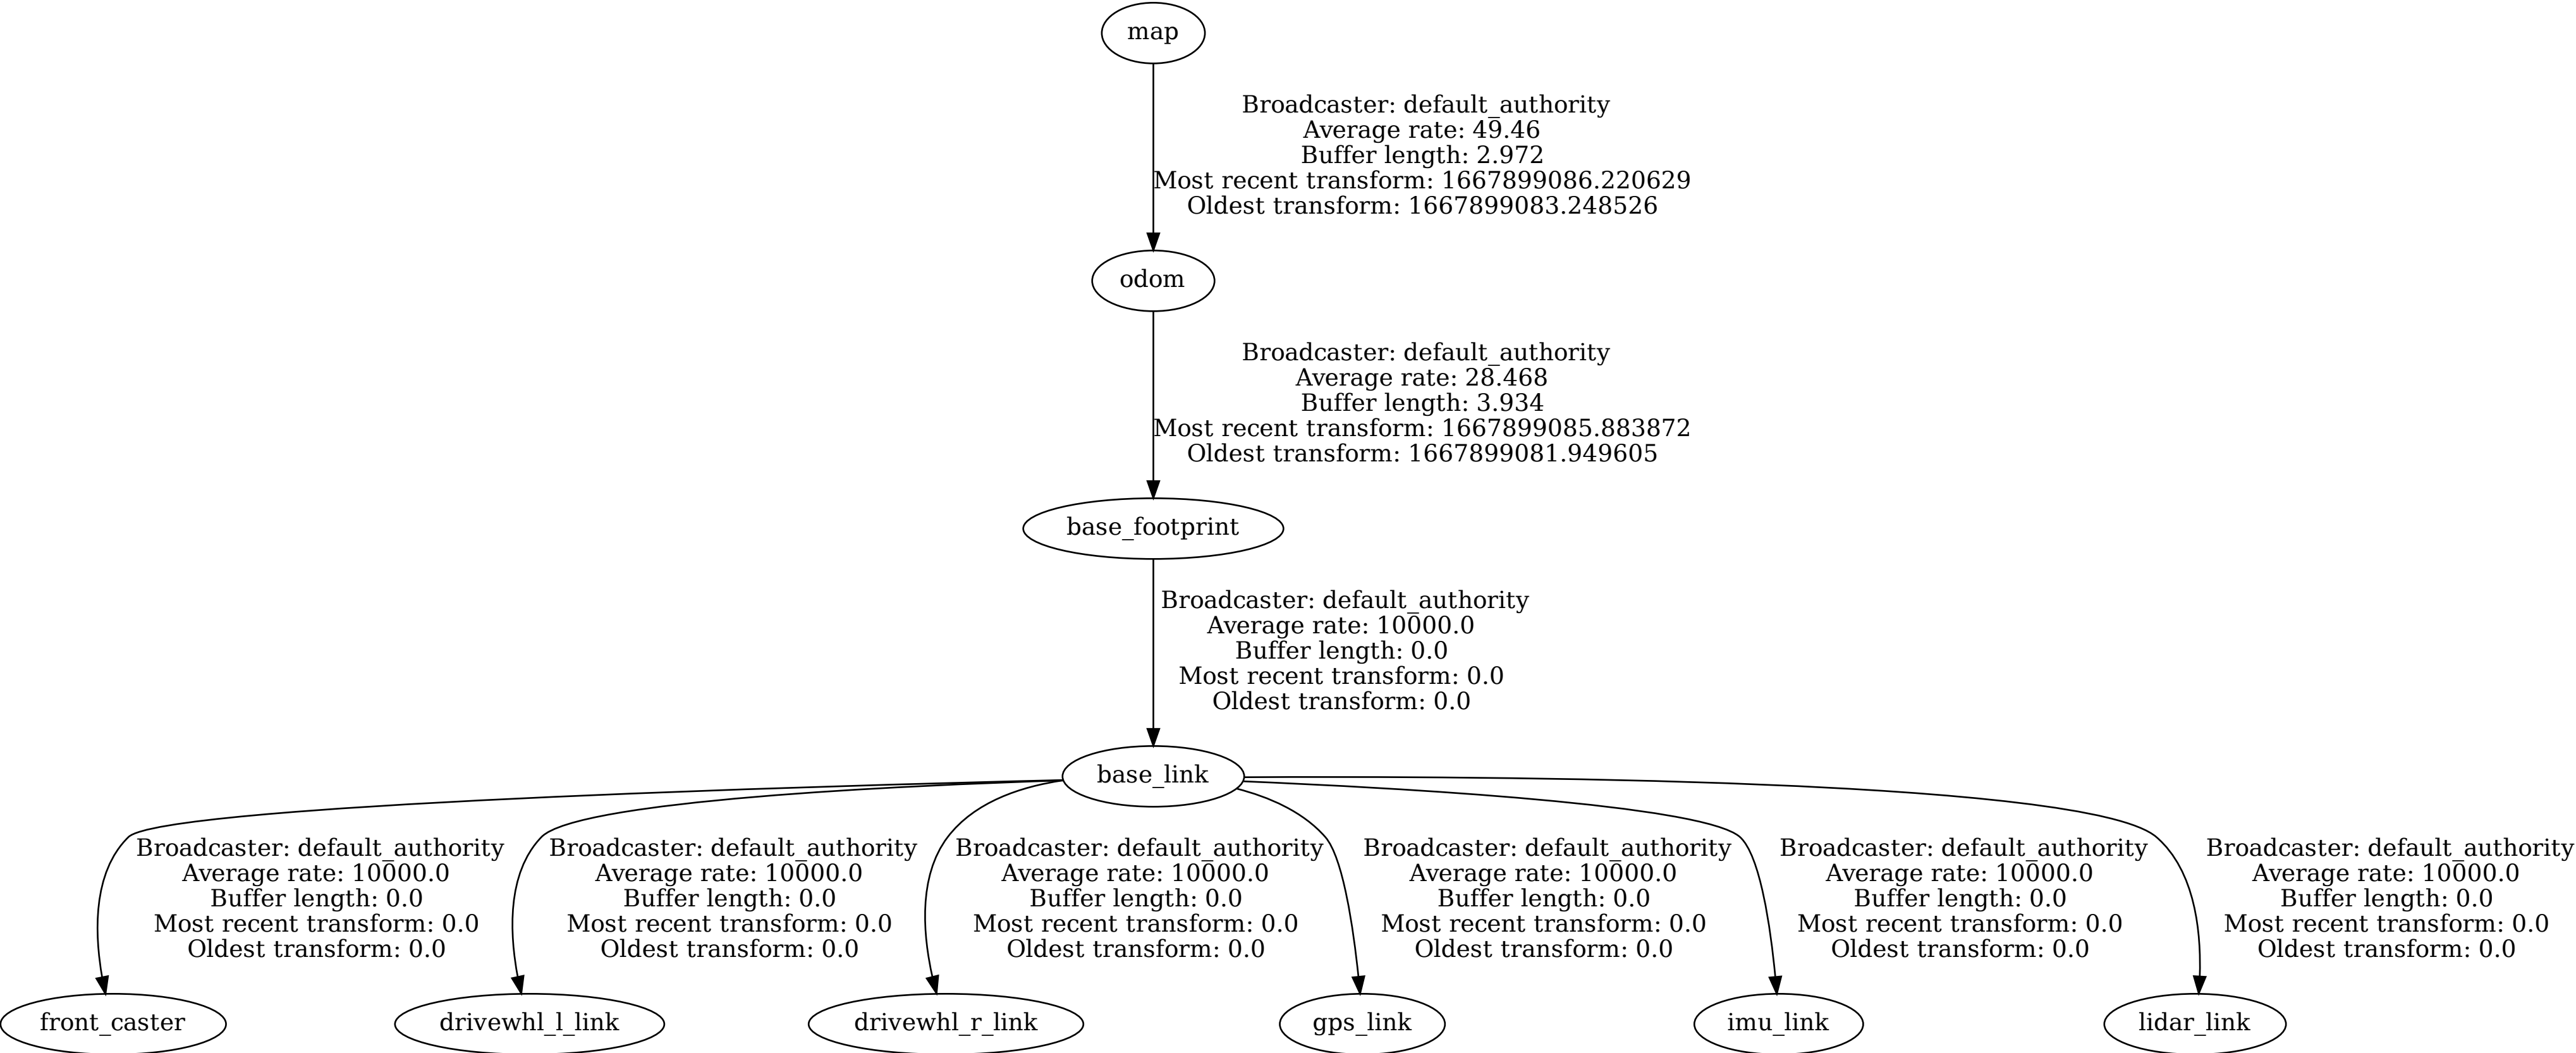 map
Broadcaster: default_authority
Average rate: 49.46
Buffer length: 2.972
Most recent transform: 1667899086.220629
Oldest transform: 1667899083.248526
odom
Broadcaster: default_authority
Average rate: 28.468
Buffer length: 3.934
Most recent transform: 1667899085.883872
Oldest transform: 1667899081.949605
base_footprint
Broadcaster: default_authority
Average rate: 10000.0
Buffer length: 0.0
Most recent transform: 0.0
Oldest transform: 0.0
base_link
Broadcaster: default_authority
Average rate: 10000.0
Buffer length: 0.0
Most recent transform: 0.0
Oldest transform: 0.0
Broadcaster: default_authority
Average rate: 10000.0
Buffer length: 0.0
Most recent transform: 0.0
Oldest transform: 0.0
Broadcaster: default_authority
Average rate: 10000.0
Buffer length: 0.0
Most recent transform: 0.0
Oldest transform: 0.0
Broadcaster: default_authority
Average rate: 10000.0
Buffer length: 0.0
Most recent transform: 0.0
Oldest transform: 0.0
Broadcaster: default_authority
Average rate: 10000.0
Buffer length: 0.0
Most recent transform: 0.0
Oldest transform: 0.0
Broadcaster: default_authority
Average rate: 10000.0
Buffer length: 0.0
Most recent transform: 0.0
Oldest transform: 0.0
front_caster
drivewhl_l_link
drivewhl_r_link
gps_link
imu_link
lidar_link